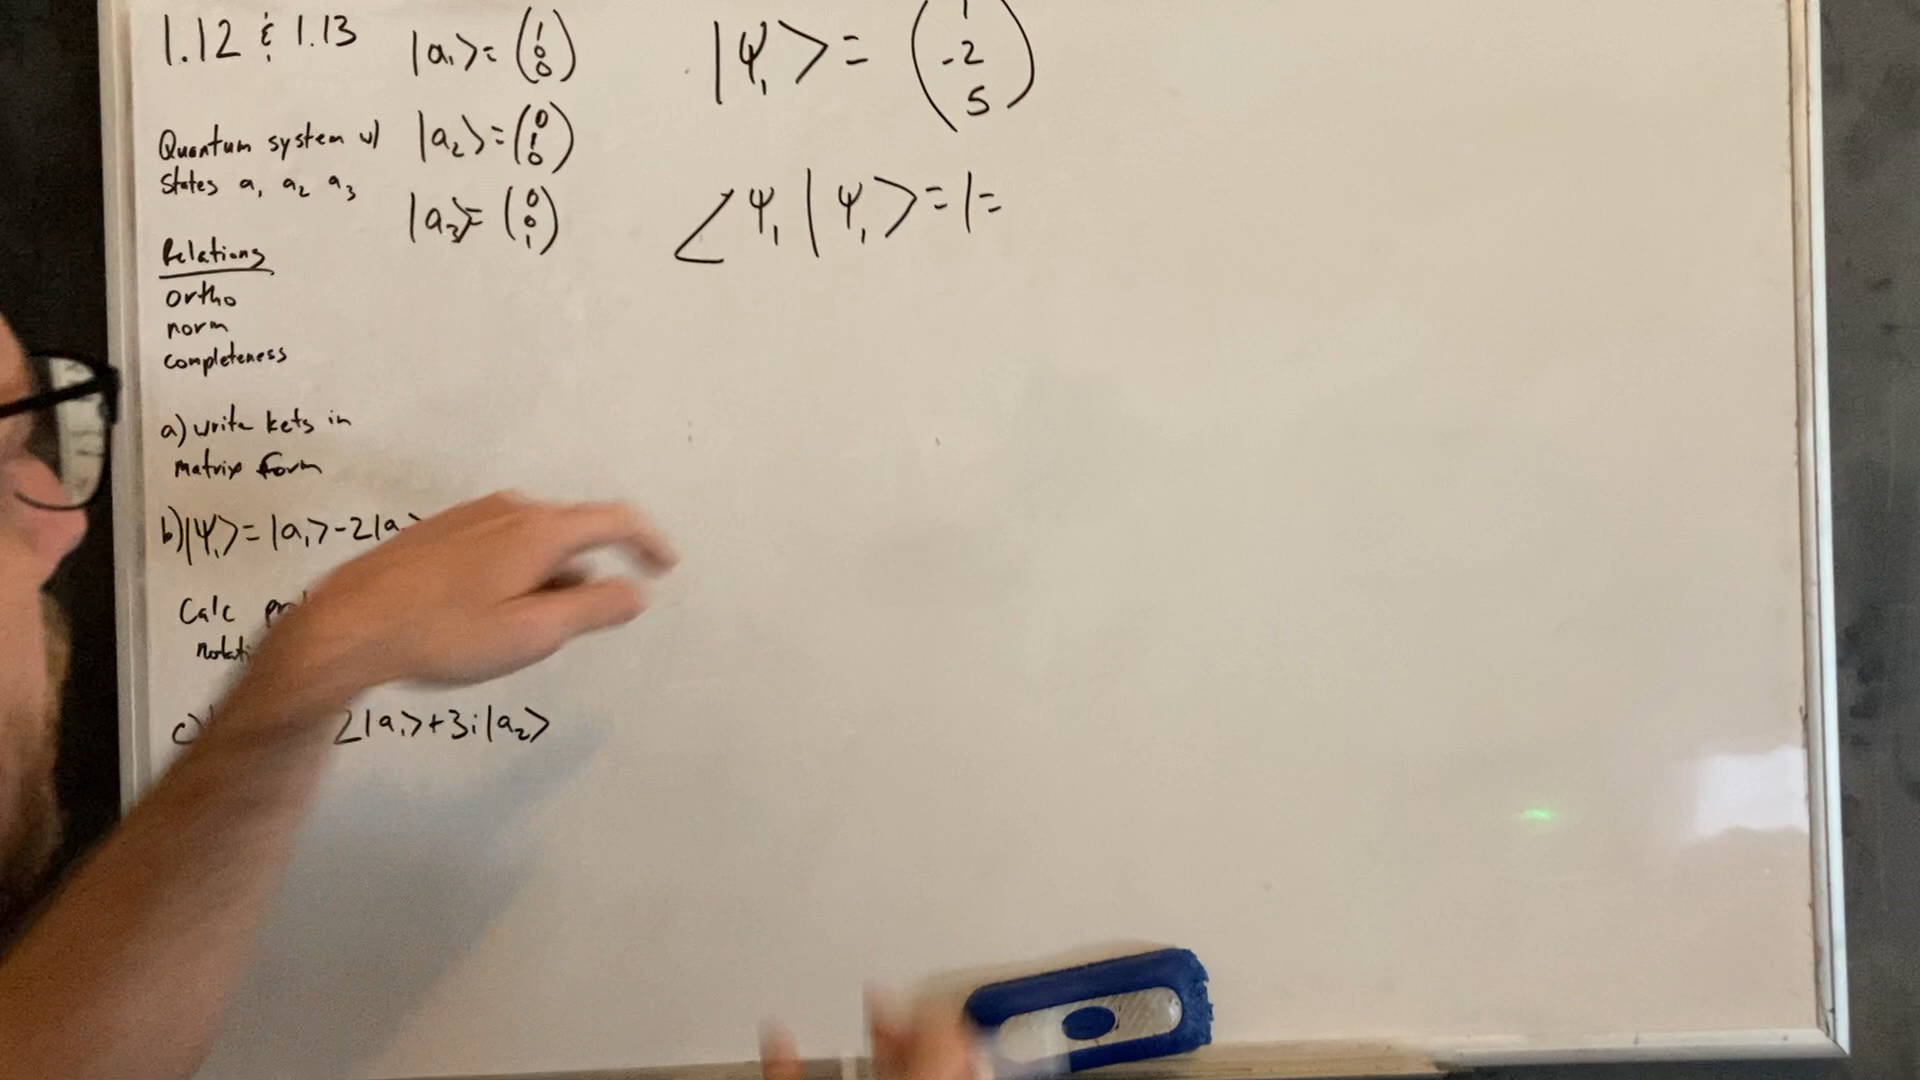 1.12 & 1.13
|a₁> = (1 0 0)
Quantum system w/
states a₁ a₂ a₃
|a₂> = (0 1 0)
|a₃> = (0 0 1)
Relations
ortho
norm
completeness
a) write kets in
matrix form
b) |Ψ₁> = |a₁> - 2|a
Calc
c) 2|a₁> + 3i|a₂>
|Ψ₁> = (1 -2 5)
<Ψ₁|Ψ₁> = 1 =